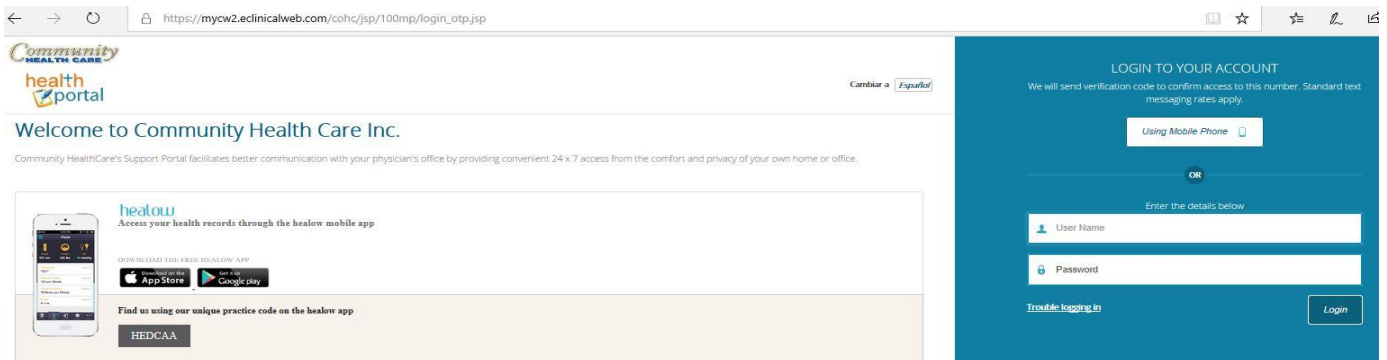 https://mycw2.eclinicalweb.com/cohc/jsp/100mp/login_otp.jsp
Community
HEALTH CARE
health
portal
Cambiar a Español
Welcome to Community Health Care Inc.
Community HealthCare's Support Portal facilitates better communication with your physician's office by providing convenient 24 x 7 access from the comfort and privacy of your own home or office.
healow
Access your health records through the healow mobile app
DOWNLOAD THE FREE HEALOW APP
Download on the
App Store
Get it on
Google play
Find us using our unique practice code on the healow app
HEDCAA
LOGIN TO YOUR ACCOUNT
We will send verification code to confirm access to this number. Standard text
messaging rates apply.
Using Mobile Phone
OR
Enter the details below
User Name
Password
Trouble logging in
Login